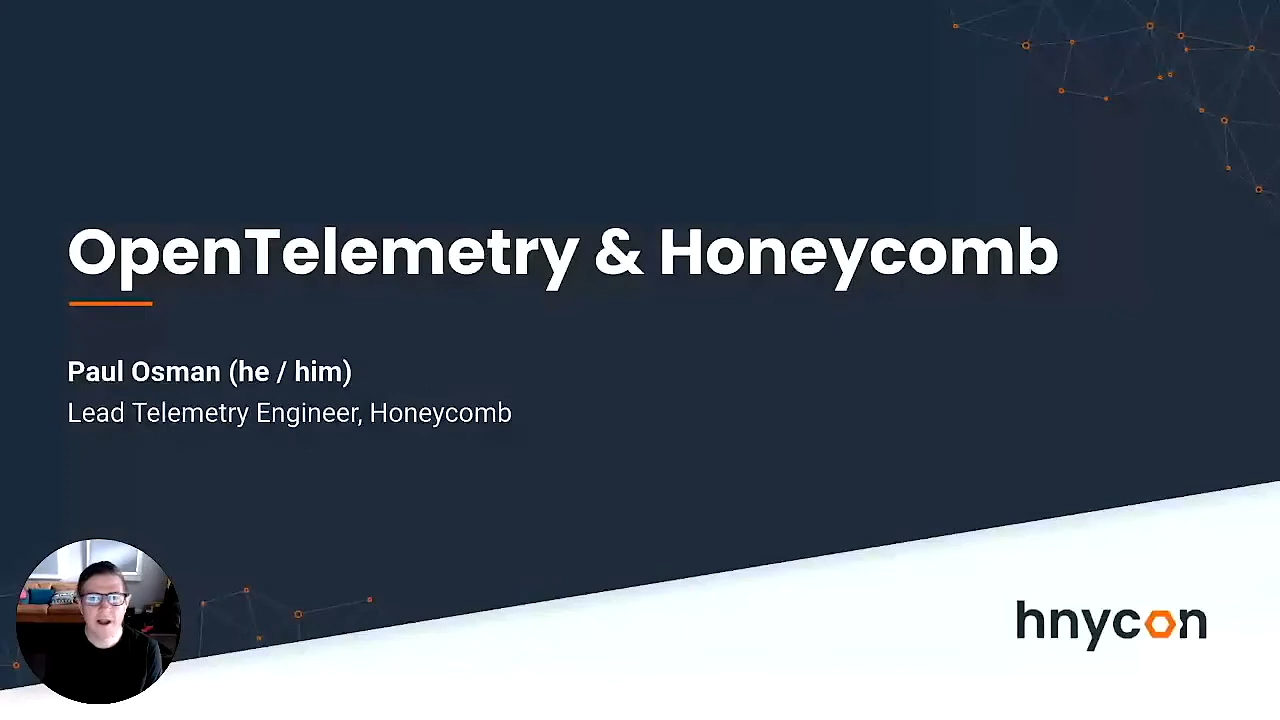 OpenTelemetry & Honeycomb
Paul Osman (he / him)
Lead Telemetry Engineer, Honeycomb
hnycon